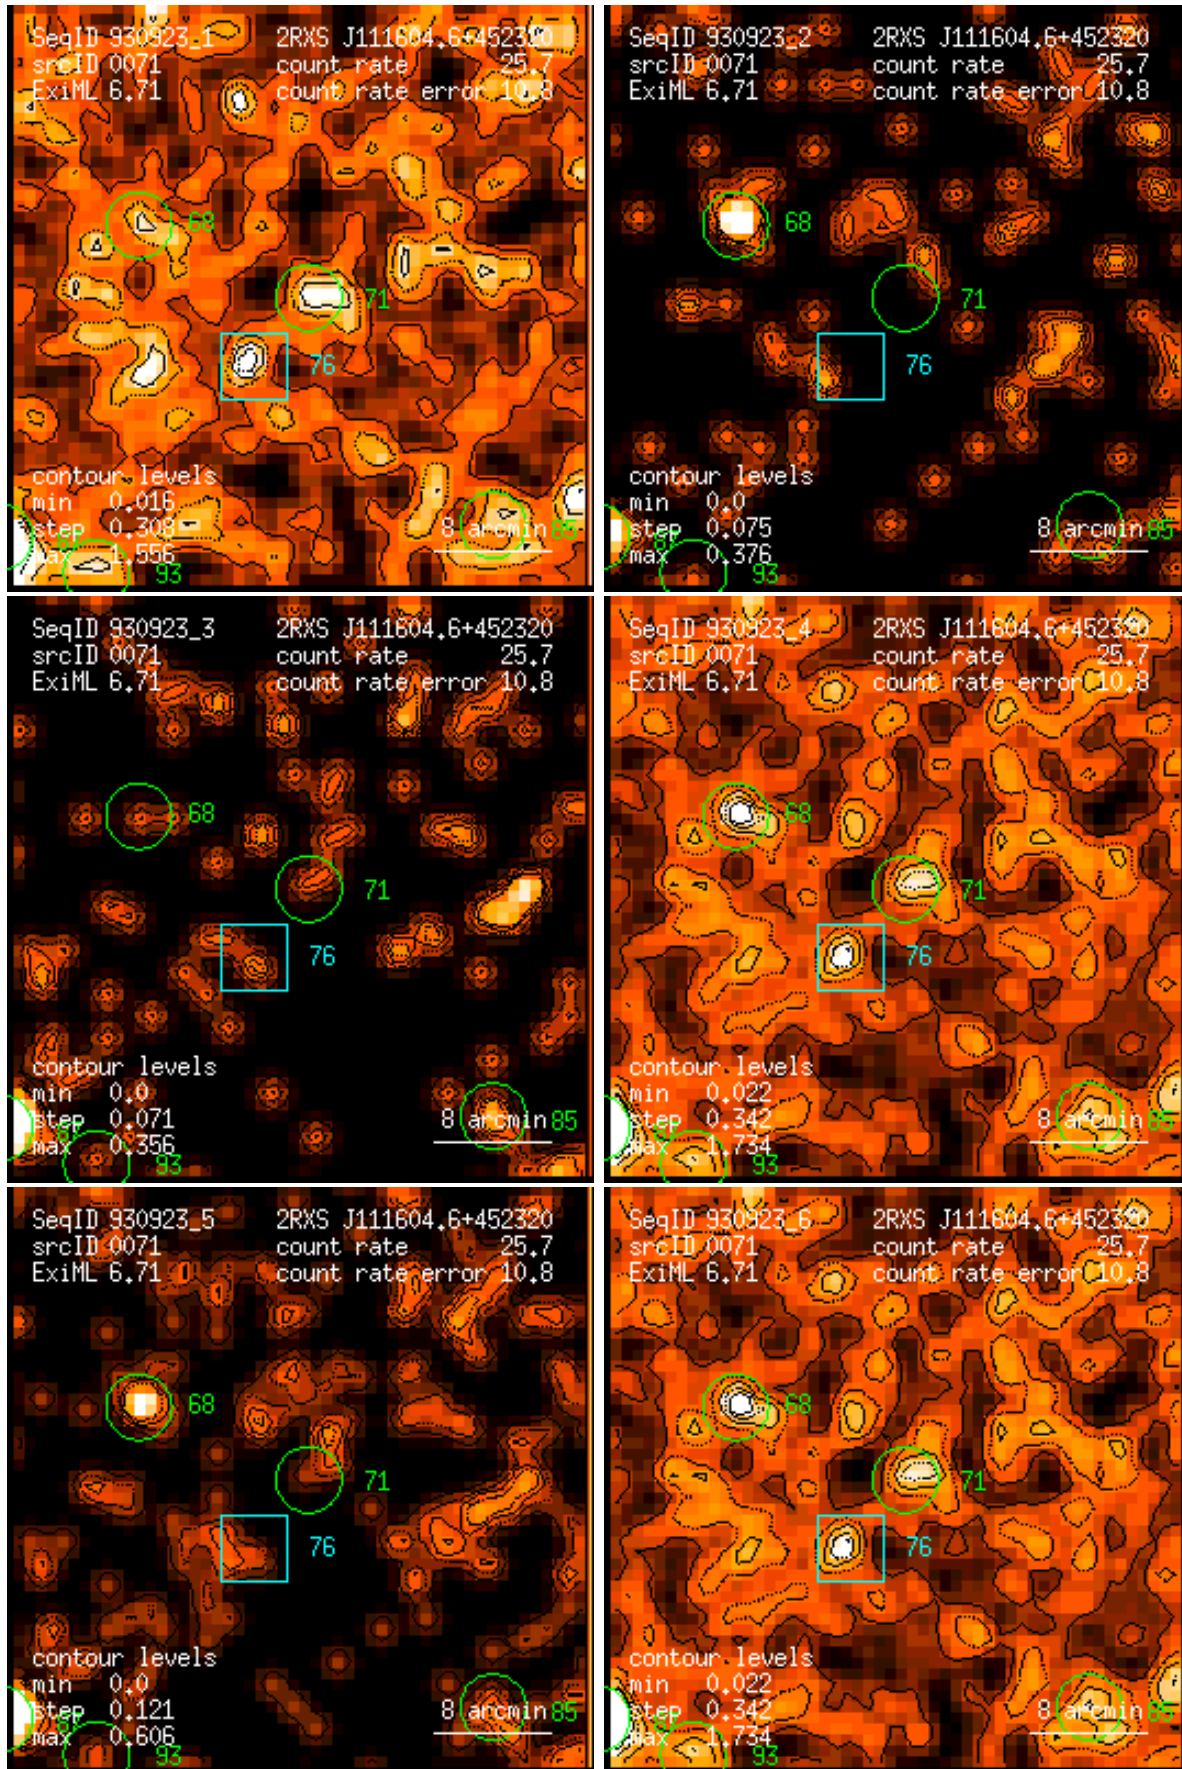 SeqID 930923_1 2RXS J111604.6+452320
srcID 0071 count rate 25.7
ExiML 6.71 count rate error 10.8
68
71
76
contour levels
min 0.016
step 0.308
max 1.556
8 arcmin 85
93
SeqID 930923_2 2RXS J111604.6+452320
srcID 0071 count rate 25.7
ExiML 6.71 count rate error 10.8
68
71
76
contour levels
min 0.0
step 0.075
max 0.376
8 arcmin 85
93
SeqID 930923_3 2RXS J111604.6+452320
srcID 0071 count rate 25.7
ExiML 6.71 count rate error 10.8
68
71
76
contour levels
min 0.0
step 0.071
max 0.356
8 arcmin 85
93
SeqID 930923_4 2RXS J111604.6+452320
srcID 0071 count rate 25.7
ExiML 6.71 count rate error 10.8
68
71
76
contour levels
min 0.022
step 0.342
max 1.734
8 arcmin 85
93
SeqID 930923_5 2RXS J111604.6+452320
srcID 0071 count rate 25.7
ExiML 6.71 count rate error 10.8
68
71
76
contour levels
min 0.0
step 0.121
max 0.606
8 arcmin 85
93
SeqID 930923_6 2RXS J111604.6+452320
srcID 0071 count rate 25.7
ExiML 6.71 count rate error 10.8
68
71
76
contour levels
min 0.022
step 0.342
max 1.734
8 arcmin 85
93